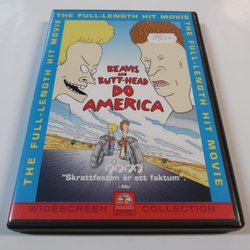 THE FULL-LENGTH HIT MOVIE
THE FULL-LENGTH HIT MOVIE
THE FULL-LENGTH HIT MOVIE
BEAVIS AND
BUTT-HEAD
DO
AMERICA
"Skrattfesten är ett faktum"
WIDESCREEN DVD COLLECTION